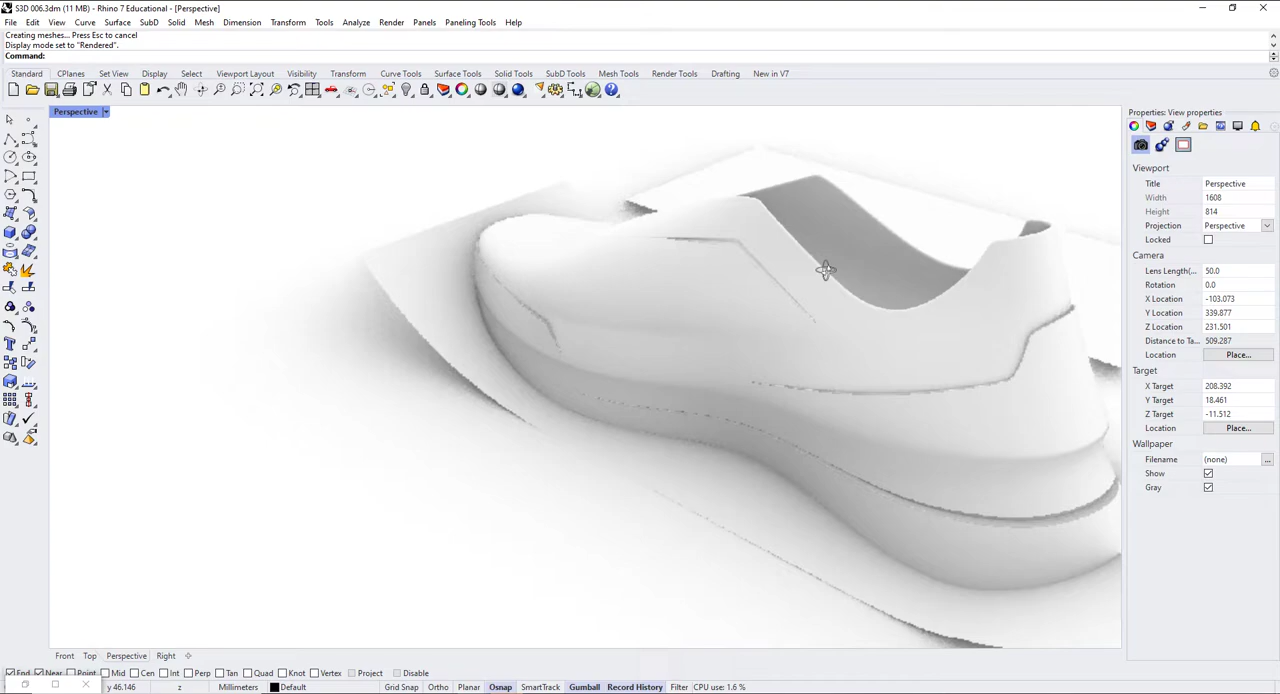 S3D 006.3dm (11 MB) - Rhino 7 Educational - [Perspective]
File Edit View Curve Surface SubD Solid Mesh Dimension Transform Tools Analyze Render Panels Paneling Tools Help
Creating meshes... Press Esc to cancel
Display mode set to "Rendered".
Command:
Standard CPlanes Set View Display Select Viewport Layout Visibility Transform Curve Tools Surface Tools Solid Tools SubD Tools Mesh Tools Render Tools Drafting New in V7
Perspective
Properties: View properties
Viewport
Title Perspective
Width 1608
Height 814
Projection Perspective
Locked
Camera
Lens Length(... 50.0
Rotation 0.0
X Location -103.073
Y Location 339.877
Z Location 231.501
Distance to Ta... 509.287
Location Place...
Target
X Target 208.392
Y Target 18.461
Z Target -11.512
Location Place...
Wallpaper
Filename (none) ...
Show
Gray
Front Top Perspective Right
End Near Point Mid Cen Int Perp Tan Quad Knot Vertex Project Disable
y 46.146 z Millimeters Default Grid Snap Ortho Planar Osnap SmartTrack Gumball Record History Filter CPU use: 1.6 %